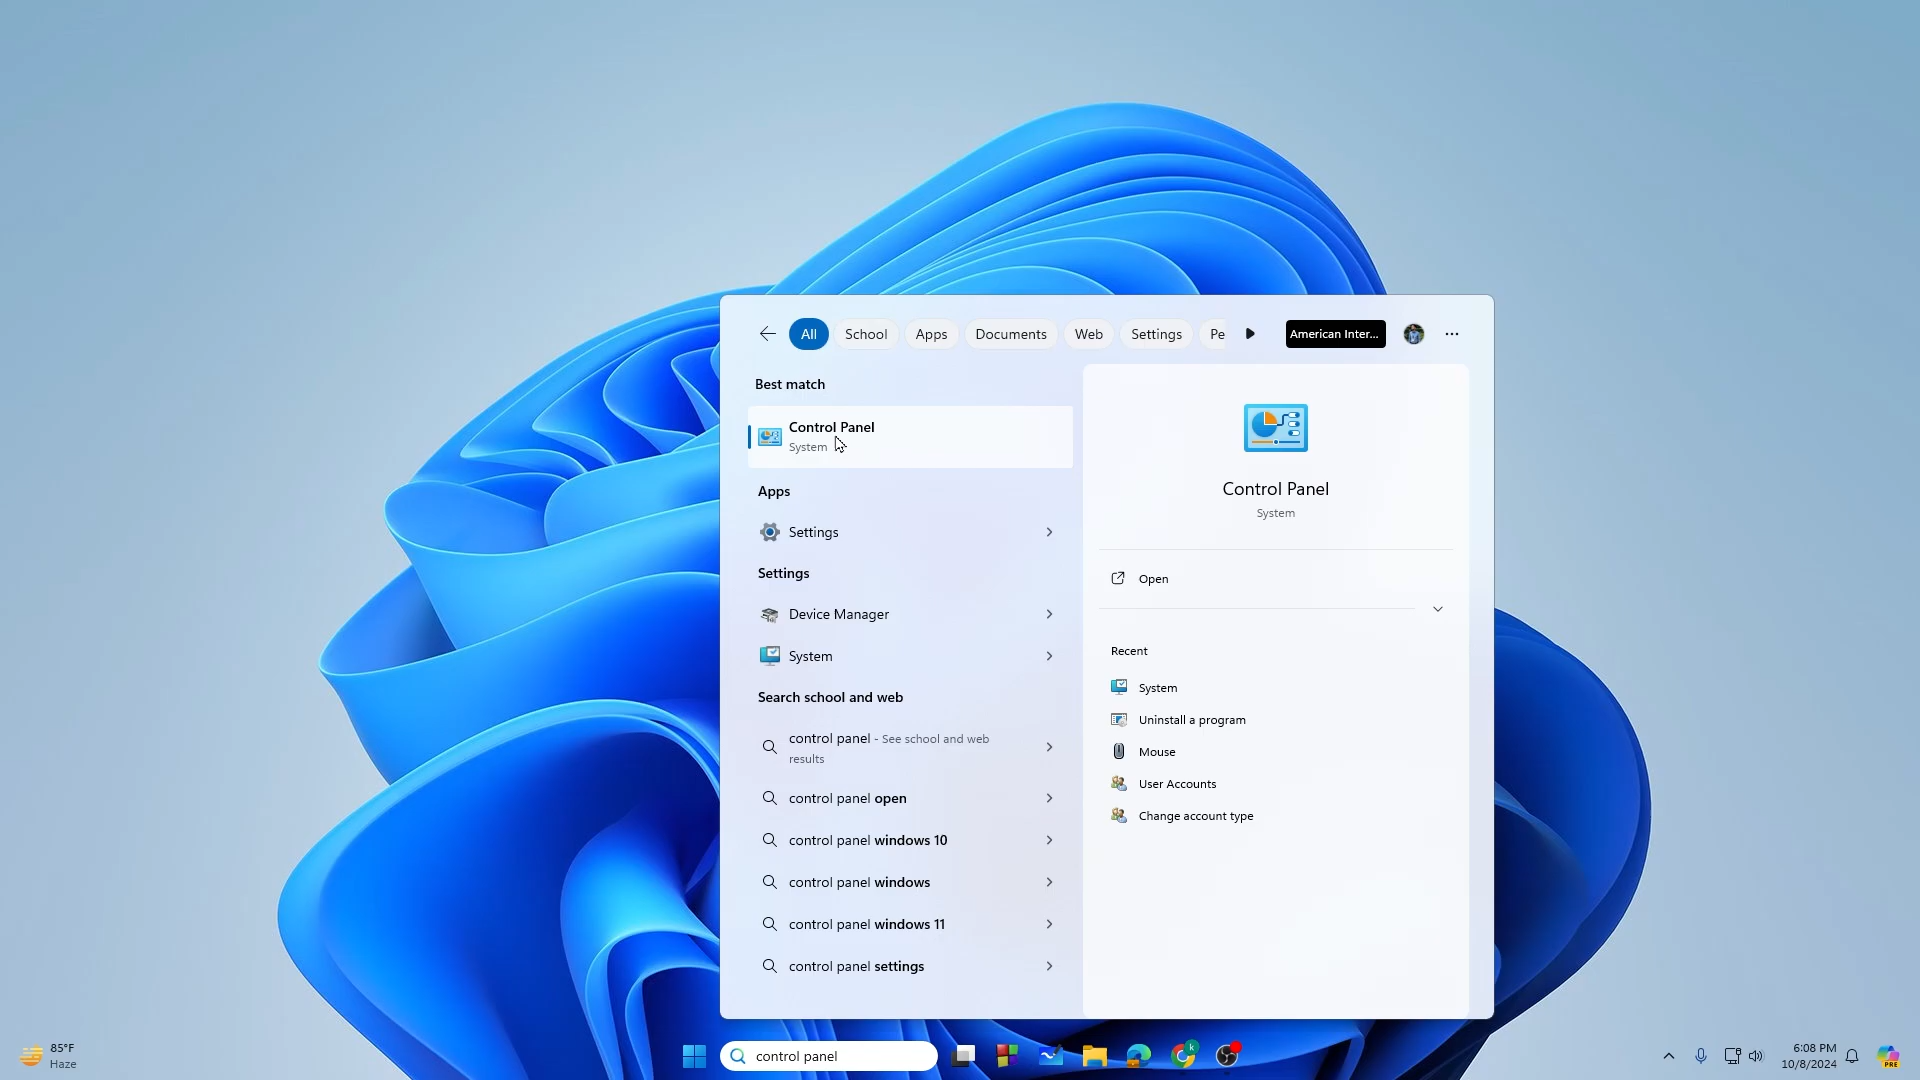 All
School
Apps
Documents
Web
Settings
Pe
American Inter...
Best match
Control Panel
System
Apps
Settings
Settings
Device Manager
System
Search school and web
control panel - See school and web
results
control panel open
control panel windows 10
control panel windows
control panel windows 11
control panel settings
Control Panel
System
Open
Recent
System
Uninstall a program
Mouse
User Accounts
Change account type
85°F
Haze
control panel
k
6:08 PM
10/8/2024
PRE